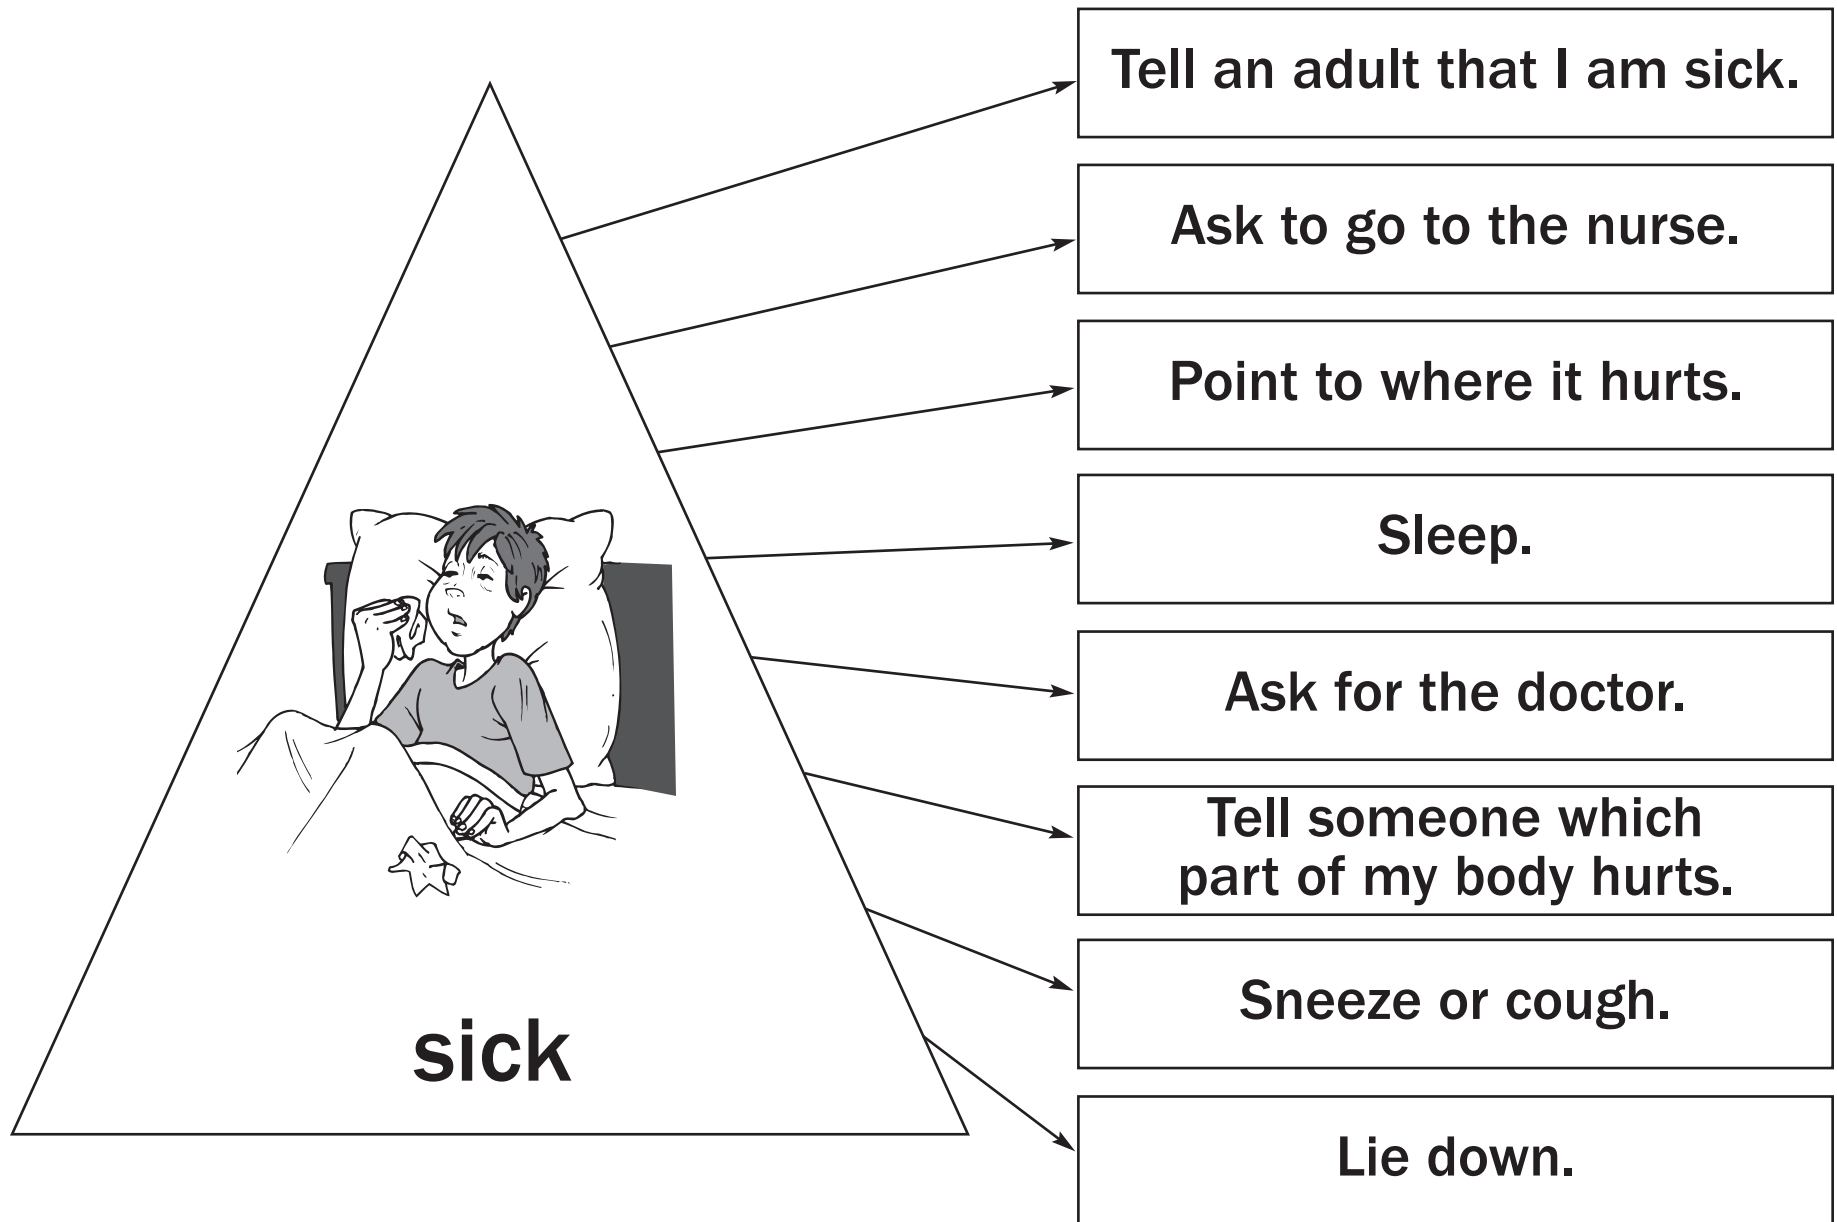 Tell an adult that I am sick.
Ask to go to the nurse.
Point to where it hurts.
Sleep.
Ask for the doctor.
Tell someone which
part of my body hurts.
Sneeze or cough.
Lie down.
sick